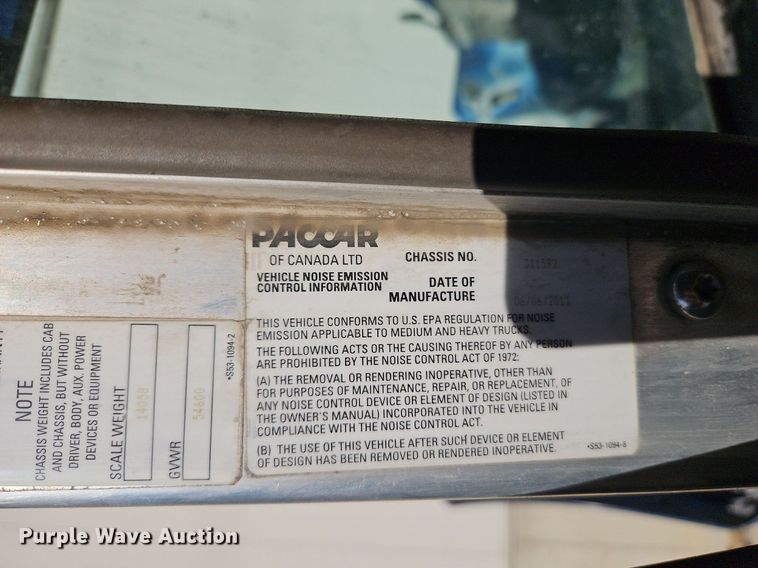 PACCAR
OF CANADA LTD
CHASSIS NO.
VEHICLE NOISE EMISSION
CONTROL INFORMATION
DATE OF
MANUFACTURE
06/06/2011
THIS VEHICLE CONFORMS TO U.S. EPA REGULATION FOR NOISE
EMISSION APPLICABLE TO MEDIUM AND HEAVY TRUCKS.
THE FOLLOWING ACTS OR THE CAUSING THEREOF BY ANY PERSON
ARE PROHIBITED BY THE NOISE CONTROL ACT OF 1972:
(A) THE REMOVAL OR RENDERING INOPERATIVE, OTHER THAN
FOR PURPOSES OF MAINTENANCE, REPAIR, OR REPLACEMENT, OF
ANY NOISE CONTROL DEVICE OR ELEMENT OF DESIGN (LISTED IN
THE OWNER'S MANUAL) INCORPORATED INTO THE VEHICLE IN
COMPLIANCE WITH THE NOISE CONTROL ACT.
(B) THE USE OF THIS VEHICLE AFTER SUCH DEVICE OR ELEMENT
OF DESIGN HAS BEEN REMOVED OR RENDERED INOPERATIVE.
•S53-1094-6
NOTE
CHASSIS WEIGHT INCLUDES CAB
AND CHASSIS, BUT WITHOUT
DRIVER, BODY, AUX. POWER
DEVICES OR EQUIPMENT
SCALE WEIGHT
14058
GVWR
54600
•S53-1094-2
Purple Wave Auction